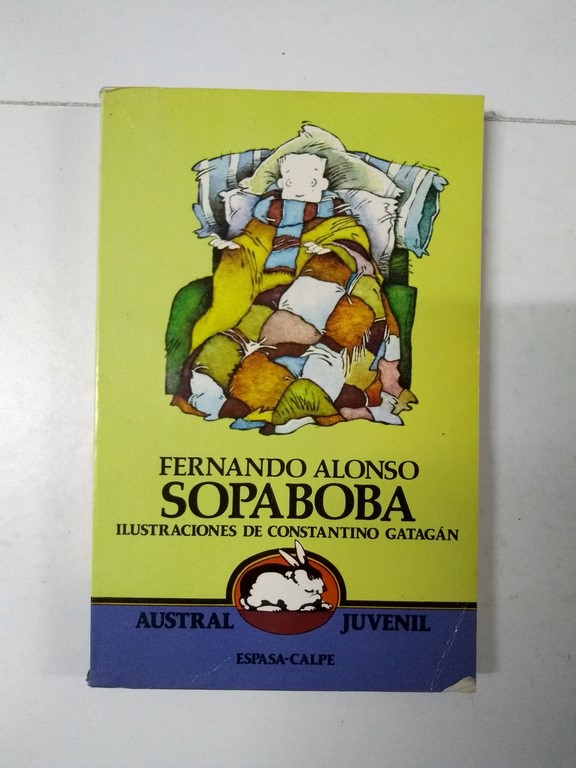 FERNANDO ALONSO
SOPABOBA
ILUSTRACIONES DE CONSTANTINO GATAGÁN
AUSTRAL JUVENIL
ESPASA-CALPE